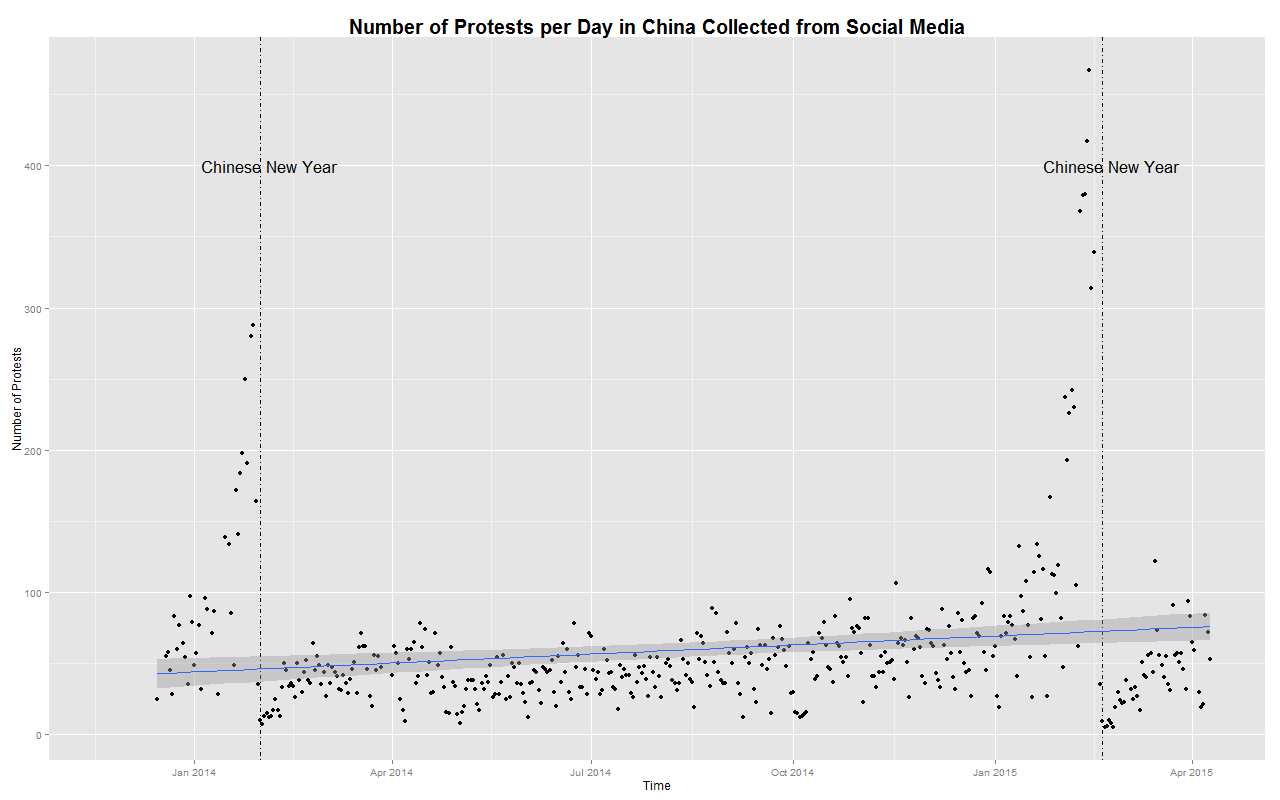 Number of Protests per Day in China Collected from Social Media
Chinese New Year
Chinese New Year
400
300
200
100
0
Number of Protests
Jan 2014
Apr 2014
Jul 2014
Oct 2014
Jan 2015
Apr 2015
Time